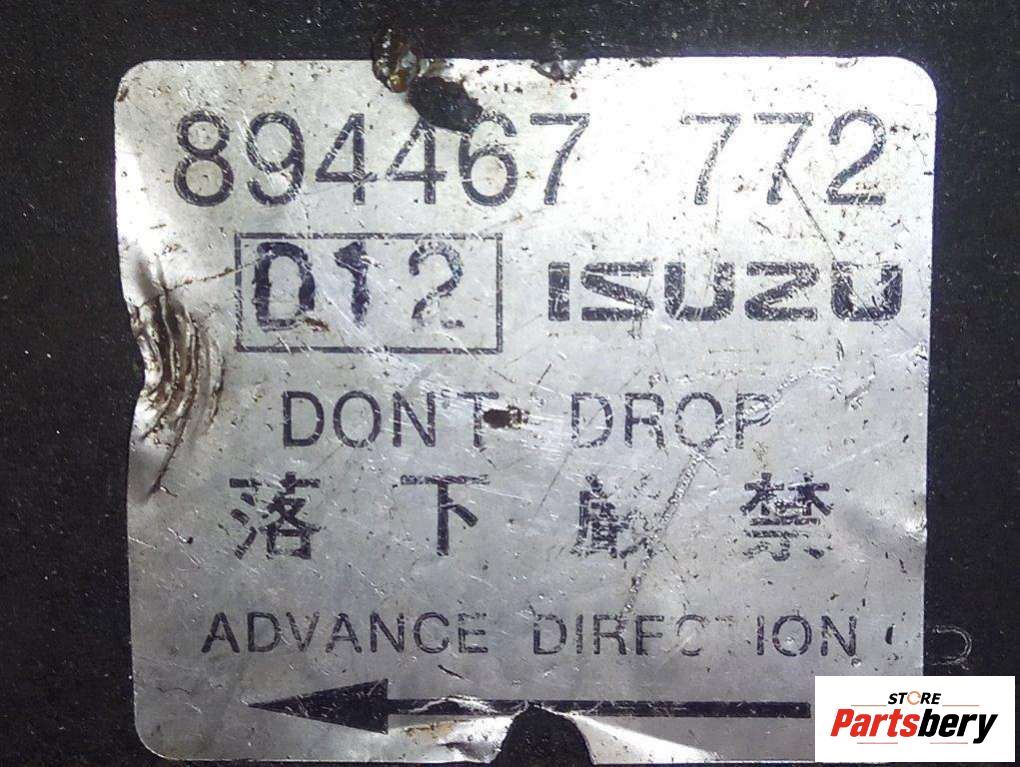 894467 772
D12 ISUZU
DON'T DROP
落下厳禁
ADVANCE DIRECTION
STORE
Partsbery